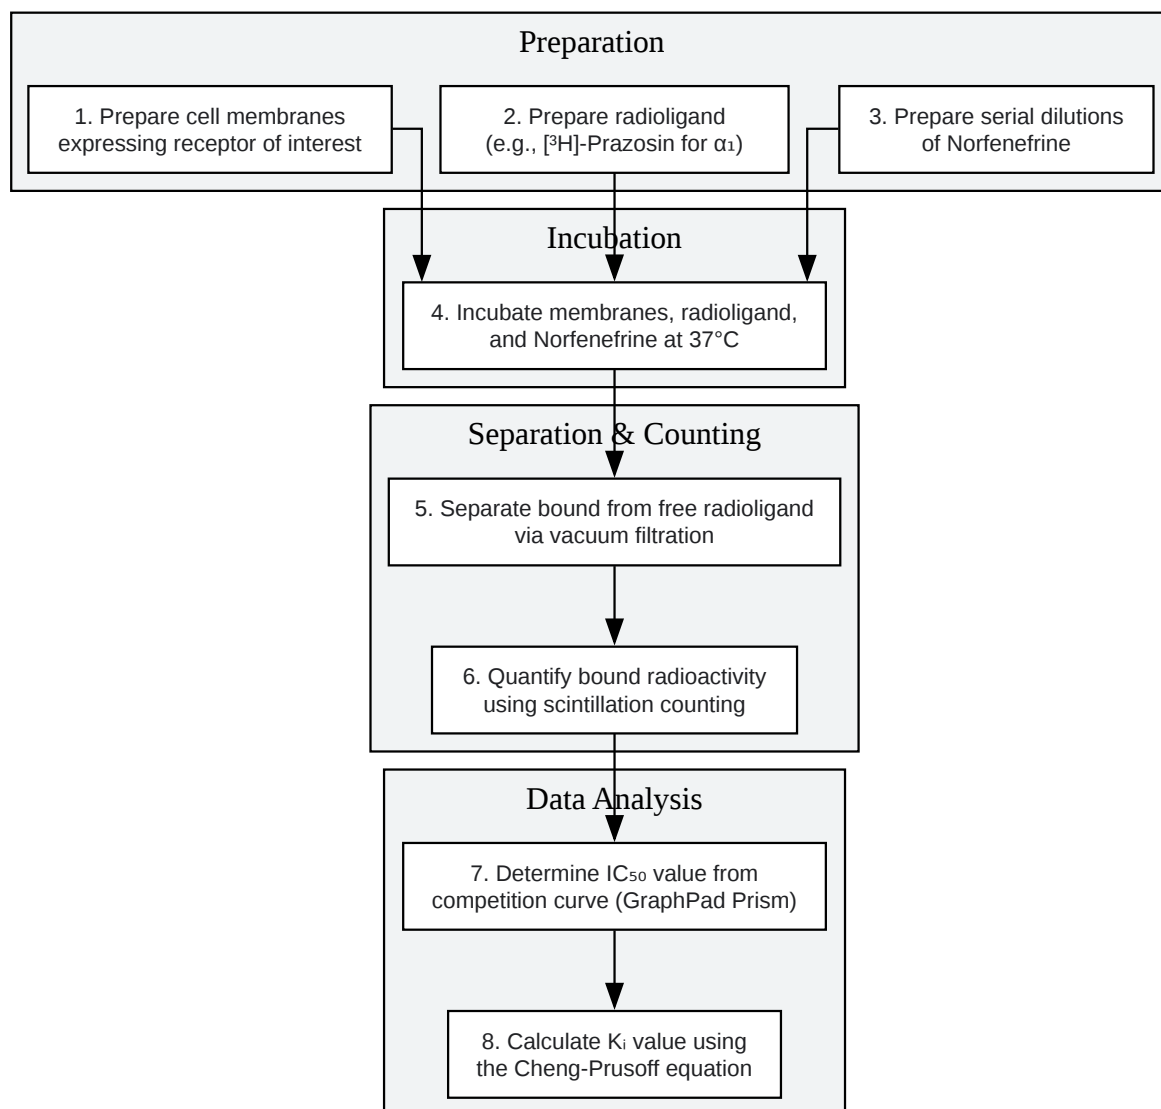 Preparation
1. Prepare cell membranes
expressing receptor of interest
2. Prepare radioligand
(e.g., [³H]-Prazosin for α₁)
3. Prepare serial dilutions
of Norfenefrine
Incubation
4. Incubate membranes, radioligand,
and Norfenefrine at 37°C
Separation & Counting
5. Separate bound from free radioligand
via vacuum filtration
6. Quantify bound radioactivity
using scintillation counting
Data Analysis
7. Determine IC₅₀ value from
competition curve (GraphPad Prism)
8. Calculate Kᵢ value using
the Cheng-Prusoff equation